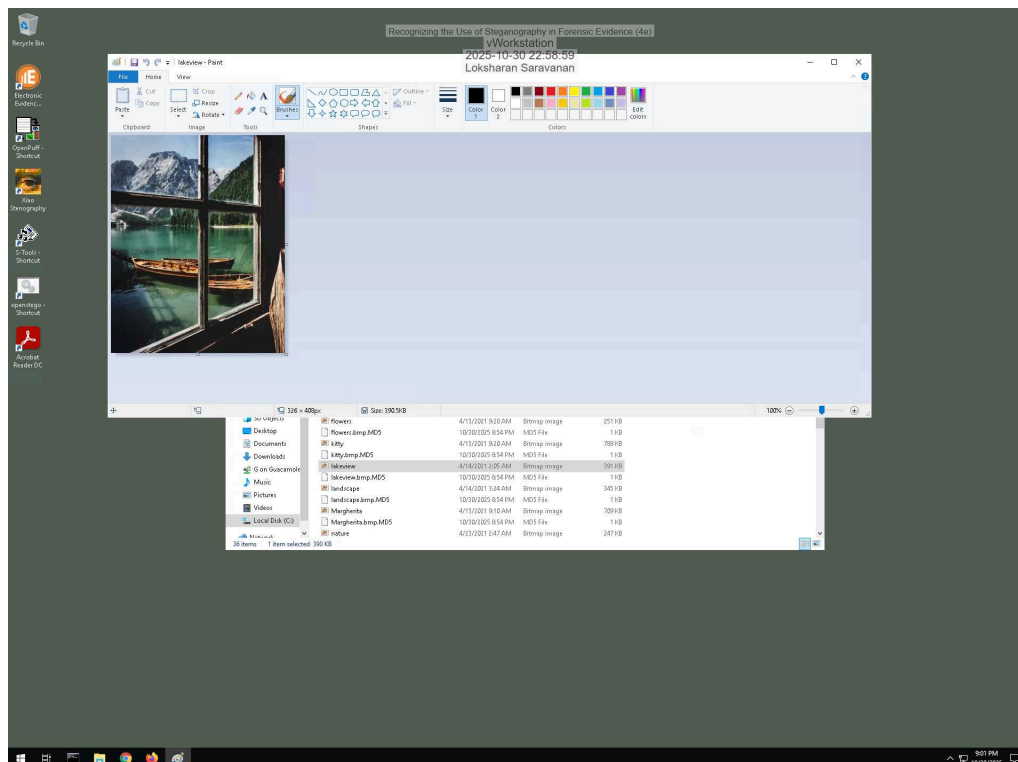 Recognizing the Use of Steganography in Forensic Evidence (4e)
vWorkstation
2025-10-30 22:58:59
Loksharan Saravanan
Recycle Bin
Electronic Evidenc...
OpenPuff - Shortcut
Xiao Stenography
S-Tools - Shortcut
openstego - Shortcut
Acrobat Reader DC
lakeview - Paint
File Home View
Paste
Cut
Copy
Clipboard
Select
Crop
Resize
Rotate
Image
Tools
Brushes
Outline
Fill
Shapes
Size
Color 1
Color 2
Edit colors
Colors
326 × 408px
Size: 390.5KB
100%
3D Objects
Desktop
Documents
Downloads
G on Guacamole
Music
Pictures
Videos
Local Disk (C:)
Network
flowers 4/13/2021 9:28 AM Bitmap image 251 KB
flowers.bmp.MD5 10/30/2025 8:54 PM MD5 File 1 KB
kitty 4/13/2021 9:20 AM Bitmap image 788 KB
kitty.bmp.MD5 10/30/2025 8:54 PM MD5 File 1 KB
lakeview 4/14/2021 2:05 AM Bitmap image 391 KB
lakeview.bmp.MD5 10/30/2025 8:54 PM MD5 File 1 KB
landscape 4/14/2021 3:24 AM Bitmap image 345 KB
landscape.bmp.MD5 10/30/2025 8:54 PM MD5 File 1 KB
Margherita 4/13/2021 9:10 AM Bitmap image 709 KB
Margherita.bmp.MD5 10/30/2025 8:54 PM MD5 File 1 KB
nature 4/23/2021 2:47 AM Bitmap image 247 KB
36 items 1 item selected 390 KB
9:01 PM